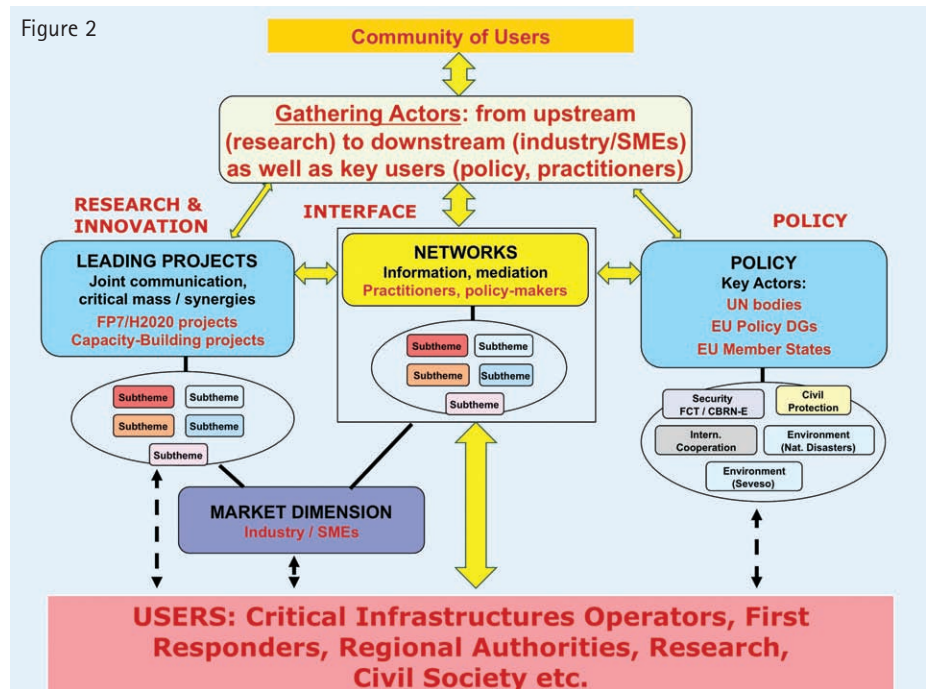 Figure 2
Community of Users
Gathering Actors: from upstream
(research) to downstream (industry/SMEs)
as well as key users (policy, practitioners)
RESEARCH &
INNOVATION
INTERFACE
POLICY
LEADING PROJECTS
Joint communication,
critical mass / synergies
FP7/H2020 projects
Capacity-Building projects
NETWORKS
Information, mediation
Practitioners, policy-makers
POLICY
Key Actors:
UN bodies
EU Policy DGs
EU Member States
Subtheme
Subtheme
Subtheme
Subtheme
Subtheme
Subtheme
Subtheme
Subtheme
Subtheme
Subtheme
Security
FCT / CBRN-E
Civil
Protection
Intern.
Cooperation
Environment
(Nat. Disasters)
Environment
(Seveso)
MARKET DIMENSION
Industry / SMEs
USERS: Critical Infrastructures Operators, First
Responders, Regional Authorities, Research,
Civil Society etc.